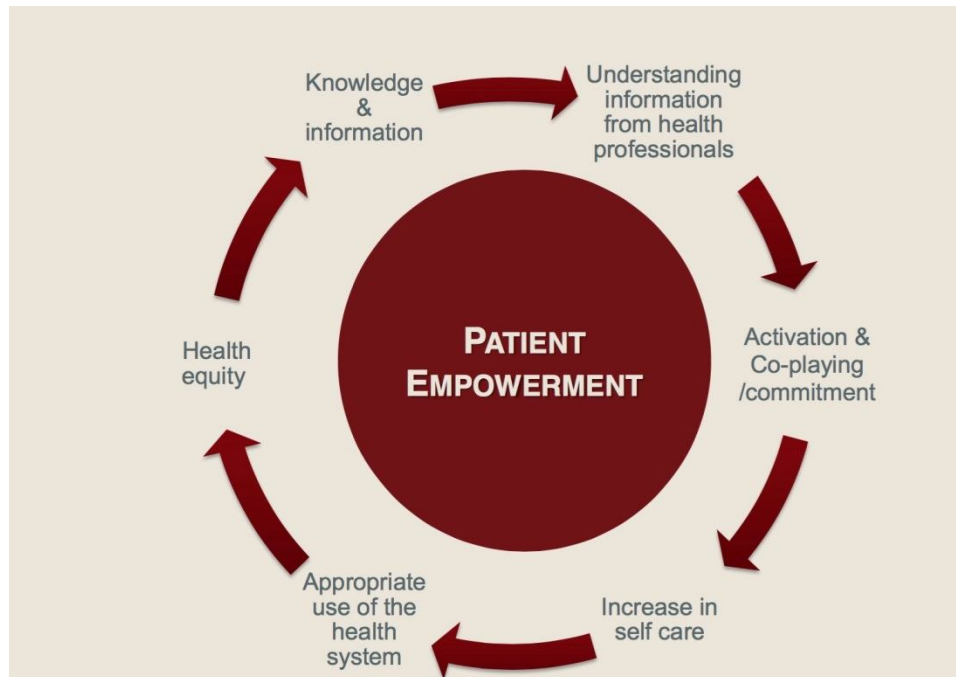 Knowledge
&
information
Understanding
information
from health
professionals
Activation &
Co-playing
/commitment
Increase in
self care
Appropriate
use of the
health
system
Health
equity
PATIENT
EMPOWERMENT